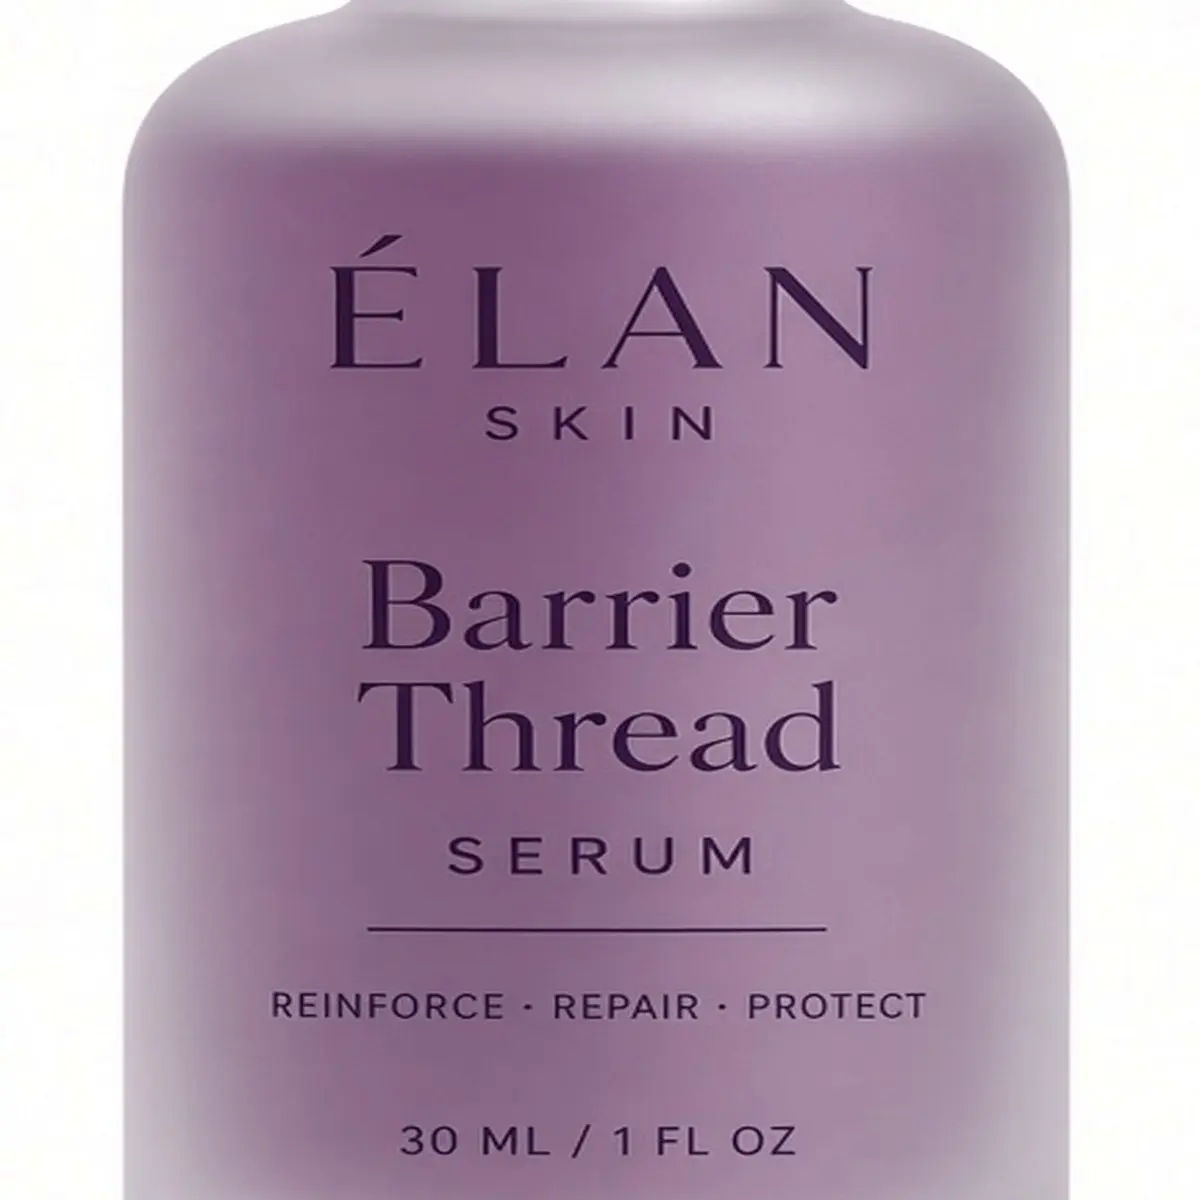 ÉLAN
SKIN
Barrier
Thread
SERUM
REINFORCE · REPAIR · PROTECT
30 ML / 1 FL OZ